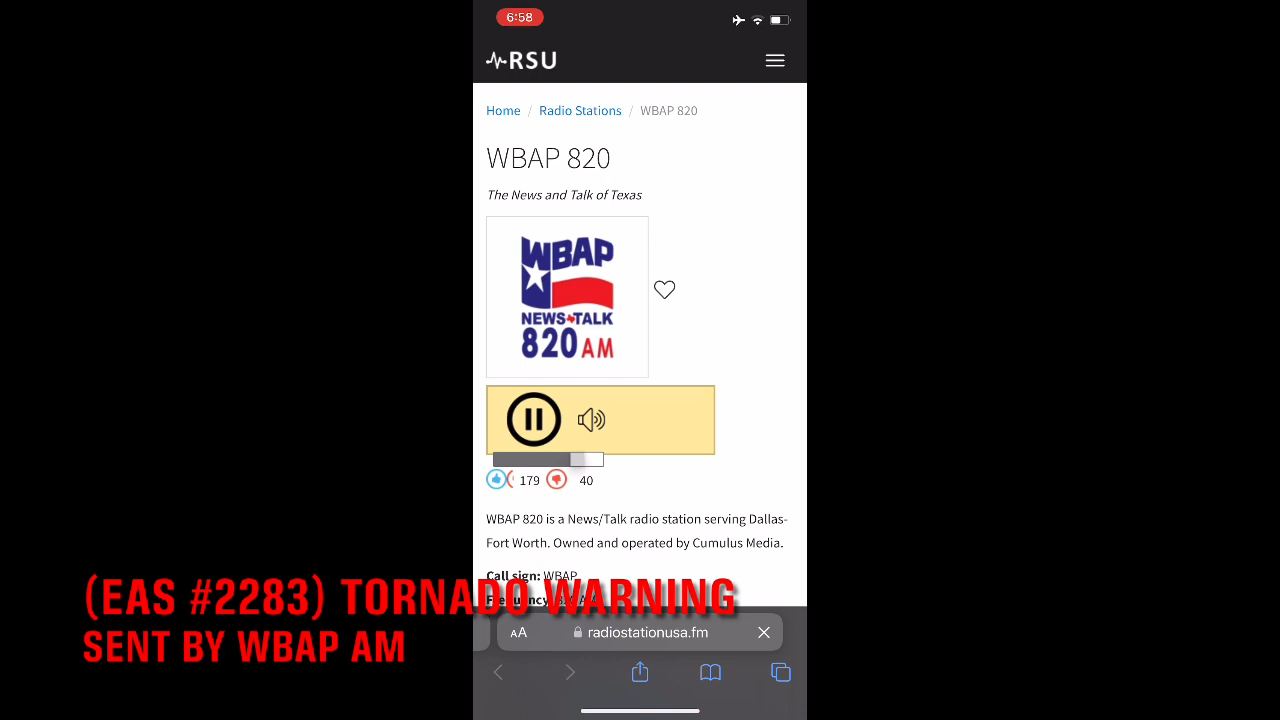 6:58
RSU
Home / Radio Stations / WBAP 820
WBAP 820
The News and Talk of Texas
WBAP
NEWS TALK
820 AM
179 40
WBAP 820 is a News/Talk radio station serving Dallas-
Fort Worth. Owned and operated by Cumulus Media.
Call sign: WBAP
(EAS #2283) TORNADO WARNING
AA radiostationusa.fm
SENT BY WBAP AM